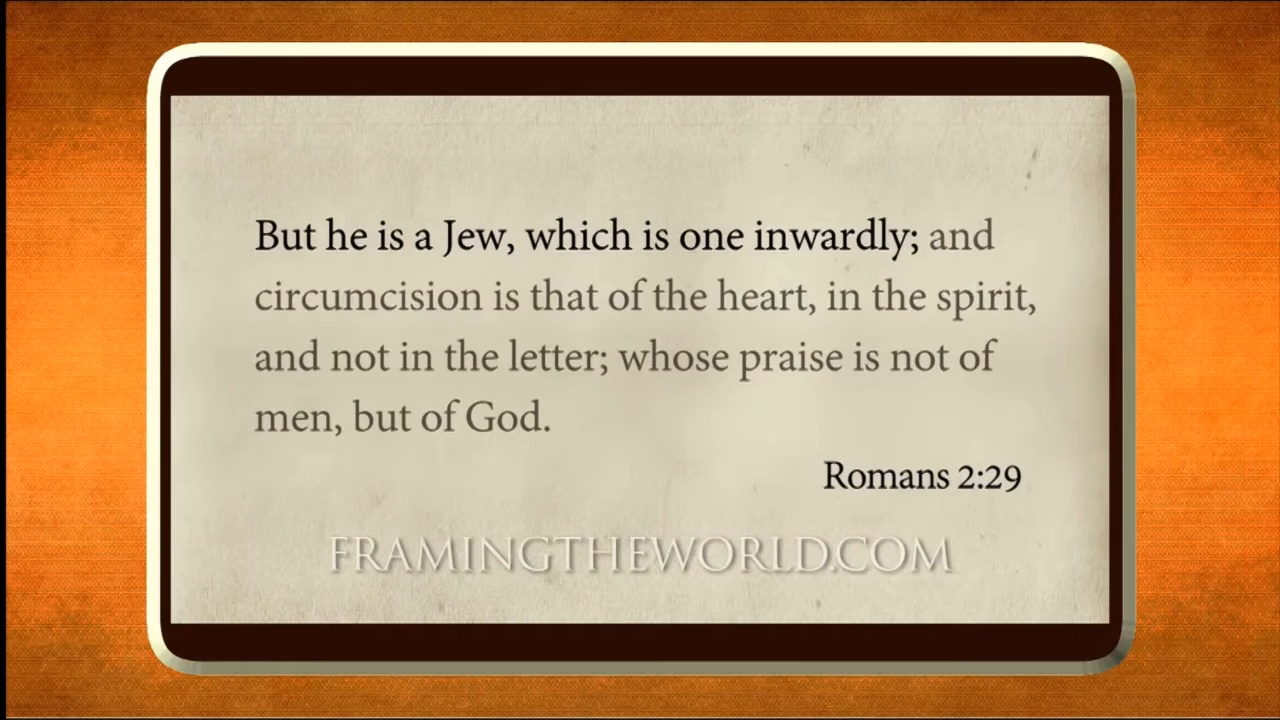 But he is a Jew, which is one inwardly; and
circumcision is that of the heart, in the spirit,
and not in the letter; whose praise is not of
men, but of God.
Romans 2:29
FRAMINGTHEWORLD.COM